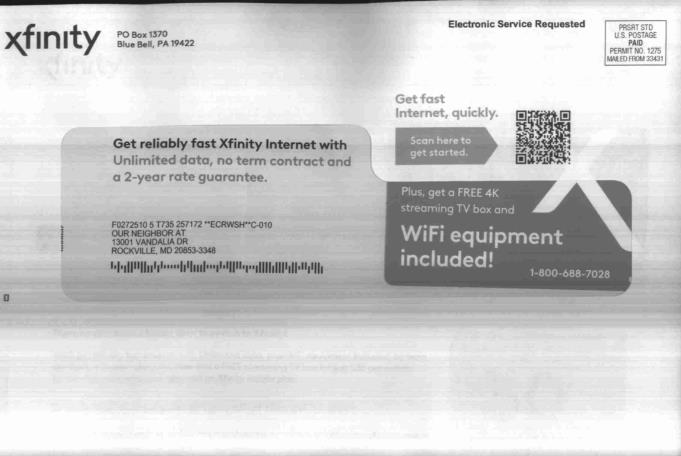 xfinity
PO Box 1370
Blue Bell, PA 19422
Electronic Service Requested
PRSRT STD
U.S. POSTAGE
PAID
PERMIT NO. 1275
MAILED FROM 33431
Get fast
Internet, quickly.
Scan here to
get started.
Get reliably fast Xfinity Internet with
Unlimited data, no term contract and
a 2-year rate guarantee.
Plus, get a FREE 4K
streaming TV box and
WiFi equipment
included!
1-800-688-7028
F0272510 5 T735 257172 **ECRWSH**C-010
OUR NEIGHBOR AT
13001 VANDALIA DR
ROCKVILLE, MD 20853-3348